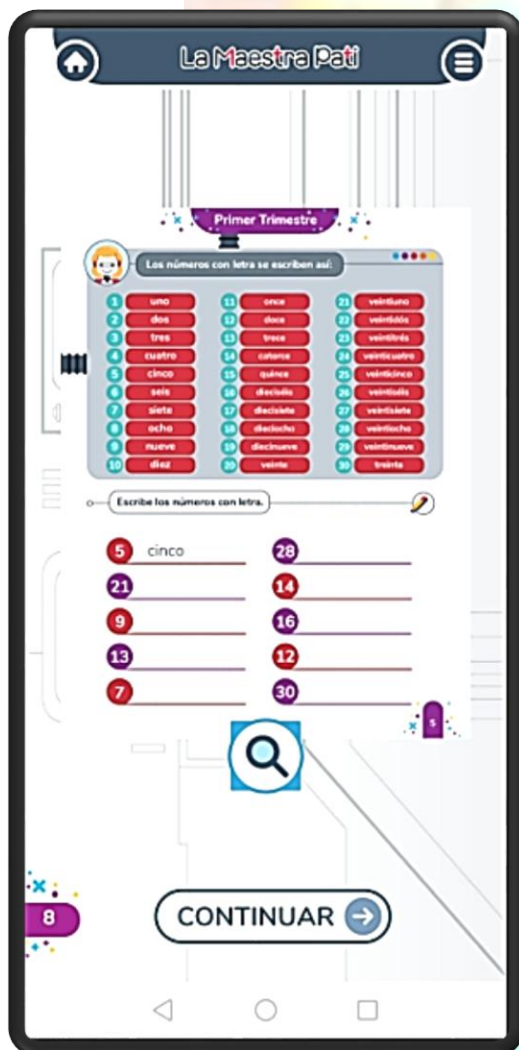 La Maestra Pati
Primer Trimestre
Los números con letra se escriben así:
1 uno 11 once 21 veintiuno
2 dos 12 doce 22 veintidós
3 tres 13 trece 23 veintitrés
4 cuatro 14 catorce 24 veinticuatro
5 cinco 15 quince 25 veinticinco
6 seis 16 dieciséis 26 veintiséis
7 siete 17 diecisiete 27 veintisiete
8 ocho 18 dieciocho 28 veintiocho
9 nueve 19 diecinueve 29 veintinueve
10 diez 20 veinte 30 treinta
Escribe los números con letra.
5 cinco 28
21 14
9 16
13 12
7 30
5
8
CONTINUAR